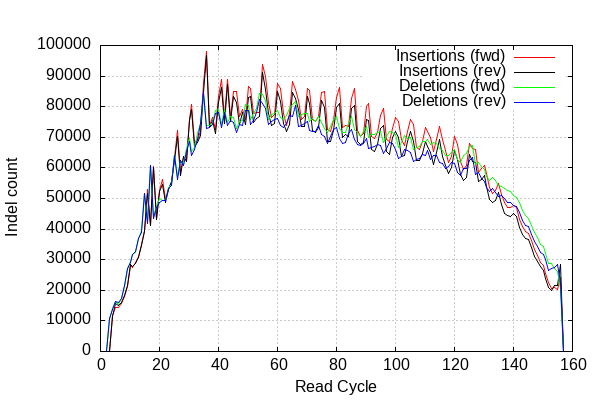 100000
90000
80000
70000
60000
50000
40000
30000
20000
10000
0
Indel count
Insertions (fwd)
Insertions (rev)
Deletions (fwd)
Deletions (rev)
0 20 40 60 80 100 120 140 160
Read Cycle